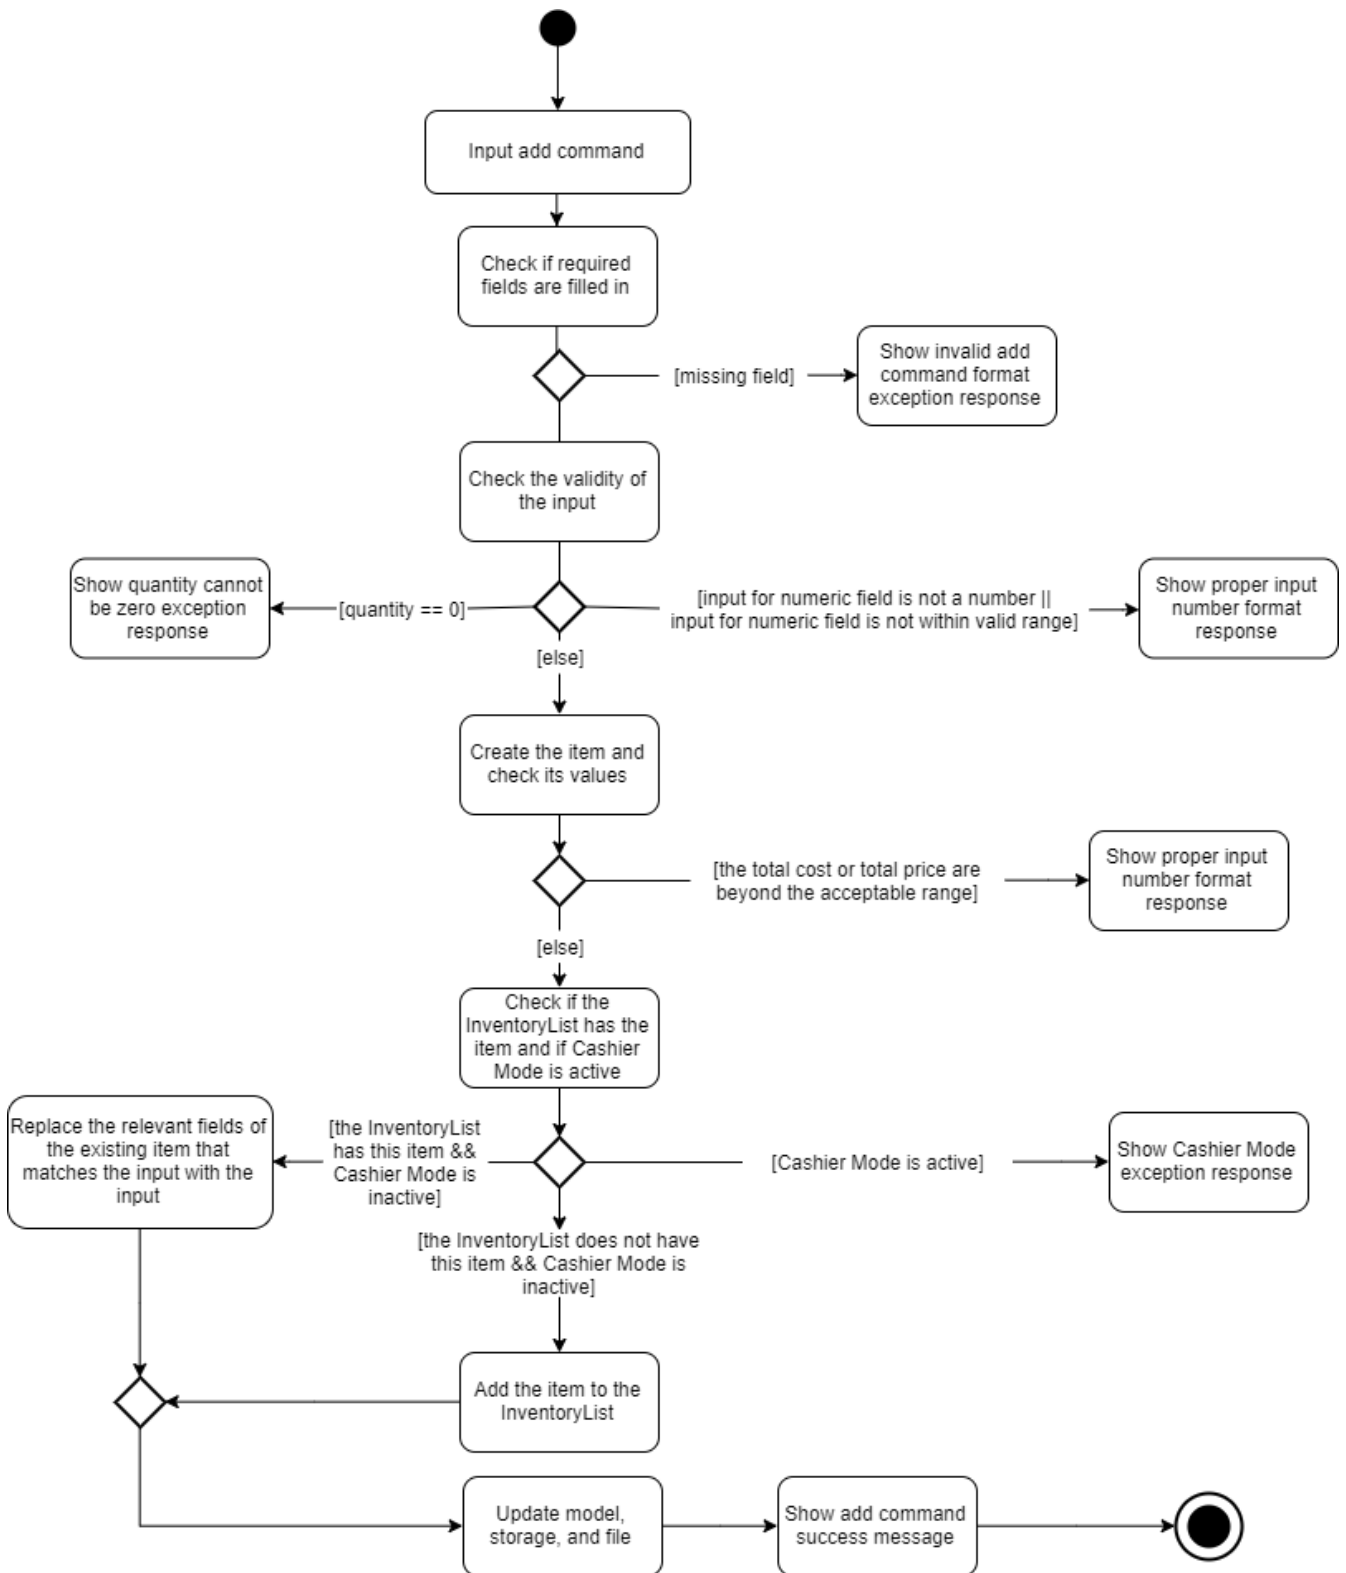 Input add command
Check if required
fields are filled in
[missing field]
Show invalid add
command format
exception response
Check the validity of
the input
Show quantity cannot
be zero exception
response
[quantity == 0]
[input for numeric field is not a number ||
input for numeric field is not within valid range]
Show proper input
number format
response
[else]
Create the item and
check its values
[the total cost or total price are
beyond the acceptable range]
Show proper input
number format
response
[else]
Check if the
InventoryList has the
item and if Cashier
Mode is active
Replace the relevant fields of
the existing item that
matches the input with the
input
[the InventoryList
has this item &&
Cashier Mode is
inactive]
[Cashier Mode is active]
Show Cashier Mode
exception response
[the InventoryList does not have
this item && Cashier Mode is
inactive]
Add the item to the
InventoryList
Update model,
storage, and file
Show add command
success message